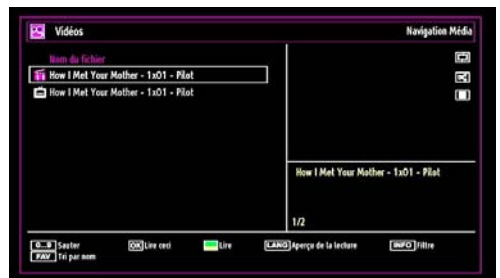 Vidéos
Navigation Média
Nom du fichier
How I Met Your Mother - 1x01 - Pilot
How I Met Your Mother - 1x01 - Pilot
How I Met Your Mother - 1x01 - Pilot
1/2
0...9 Sauter
OK Lire ceci
Lire
LANG Aperçu de la lecture
INFO Filtre
FAV Tri par nom